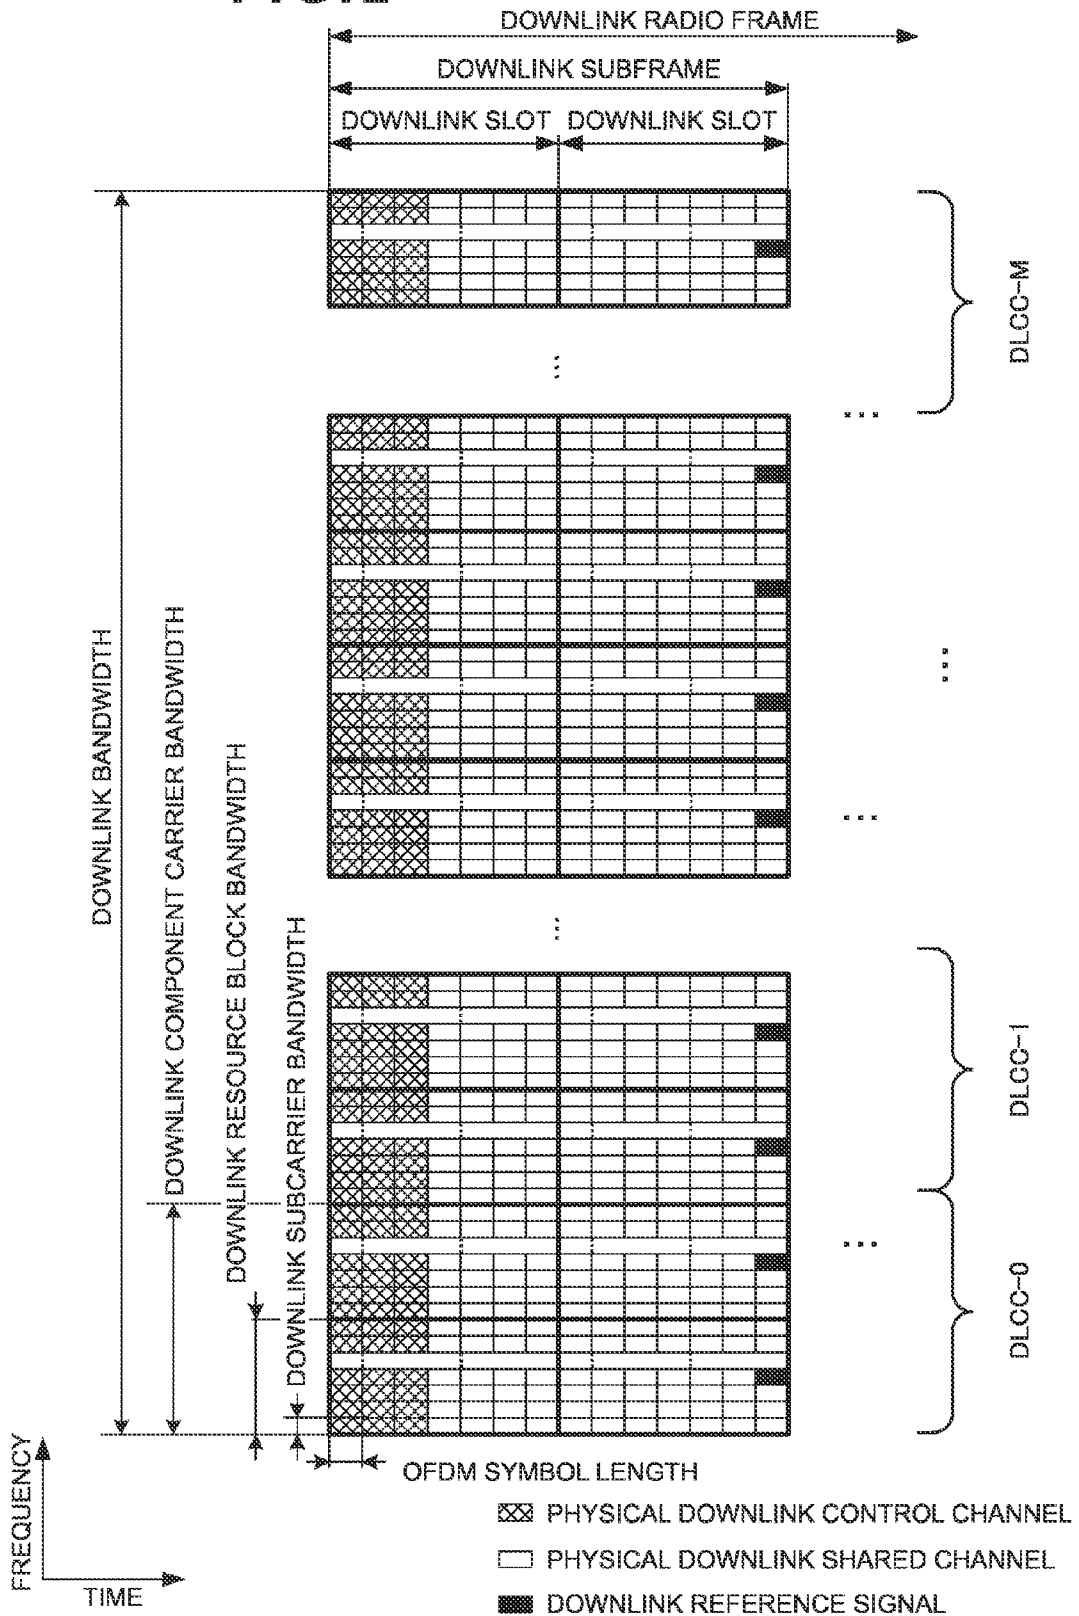 DOWNLINK RADIO FRAME
DOWNLINK SUBFRAME
DOWNLINK SLOT DOWNLINK SLOT
DLCC-M
DOWNLINK BANDWIDTH
DOWNLINK COMPONENT CARRIER BANDWIDTH
DOWNLINK RESOURCE BLOCK BANDWIDTH
DOWNLINK SUBCARRIER BANDWIDTH
DLCC-1
DLCC-0
OFDM SYMBOL LENGTH
FREQUENCY
TIME
PHYSICAL DOWNLINK CONTROL CHANNEL
PHYSICAL DOWNLINK SHARED CHANNEL
DOWNLINK REFERENCE SIGNAL